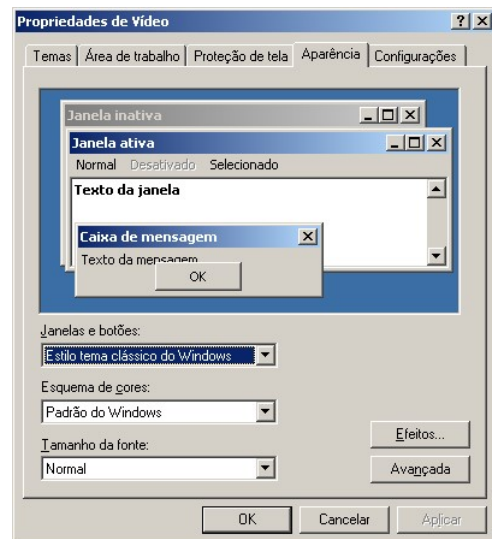 Propriedades de Vídeo
Temas Área de trabalho Proteção de tela Aparência Configurações
Janela inativa
Janela ativa
Normal Desativado Selecionado
Texto da janela
Caixa de mensagem
Texto da mensagem
OK
Janelas e botões:
Estilo tema clássico do Windows
Esquema de cores:
Padrão do Windows
Efeitos...
Tamanho da fonte:
Normal
Avançada
OK Cancelar Aplicar